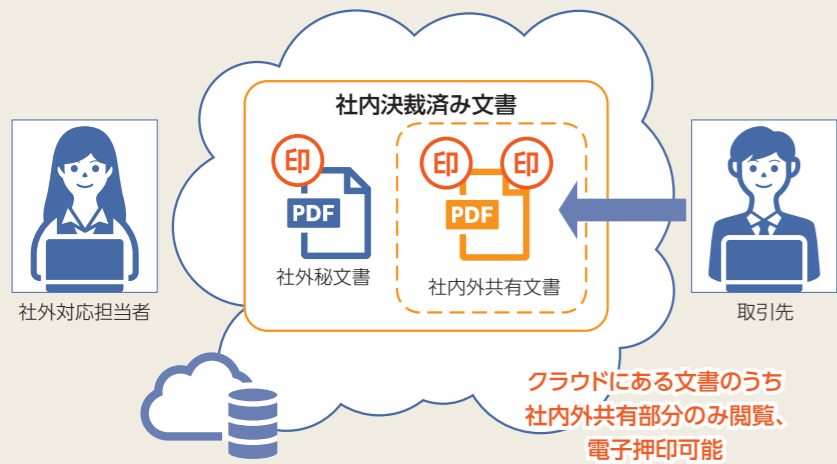 社内決裁済み文書
印
PDF
社外秘文書
印 印
PDF
社内外共有文書
社外対応担当者
取引先
クラウドにある文書のうち
社内外共有部分のみ閲覧、
電子押印可能